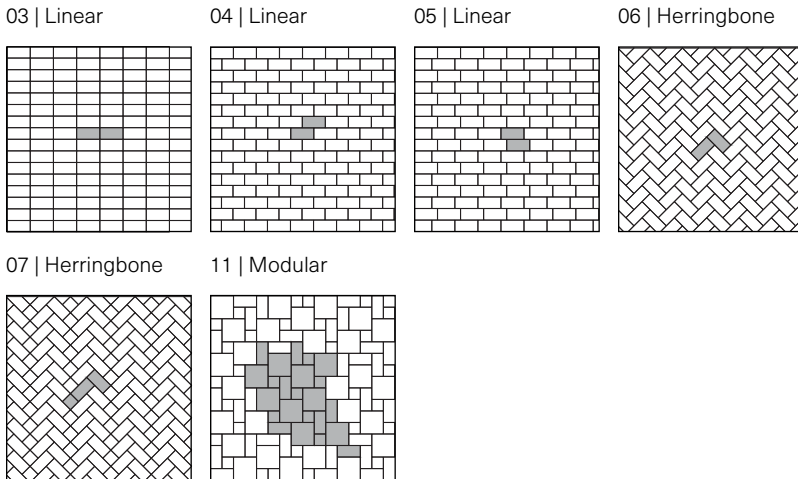 03 | Linear
04 | Linear
05 | Linear
06 | Herringbone
07 | Herringbone
11 | Modular